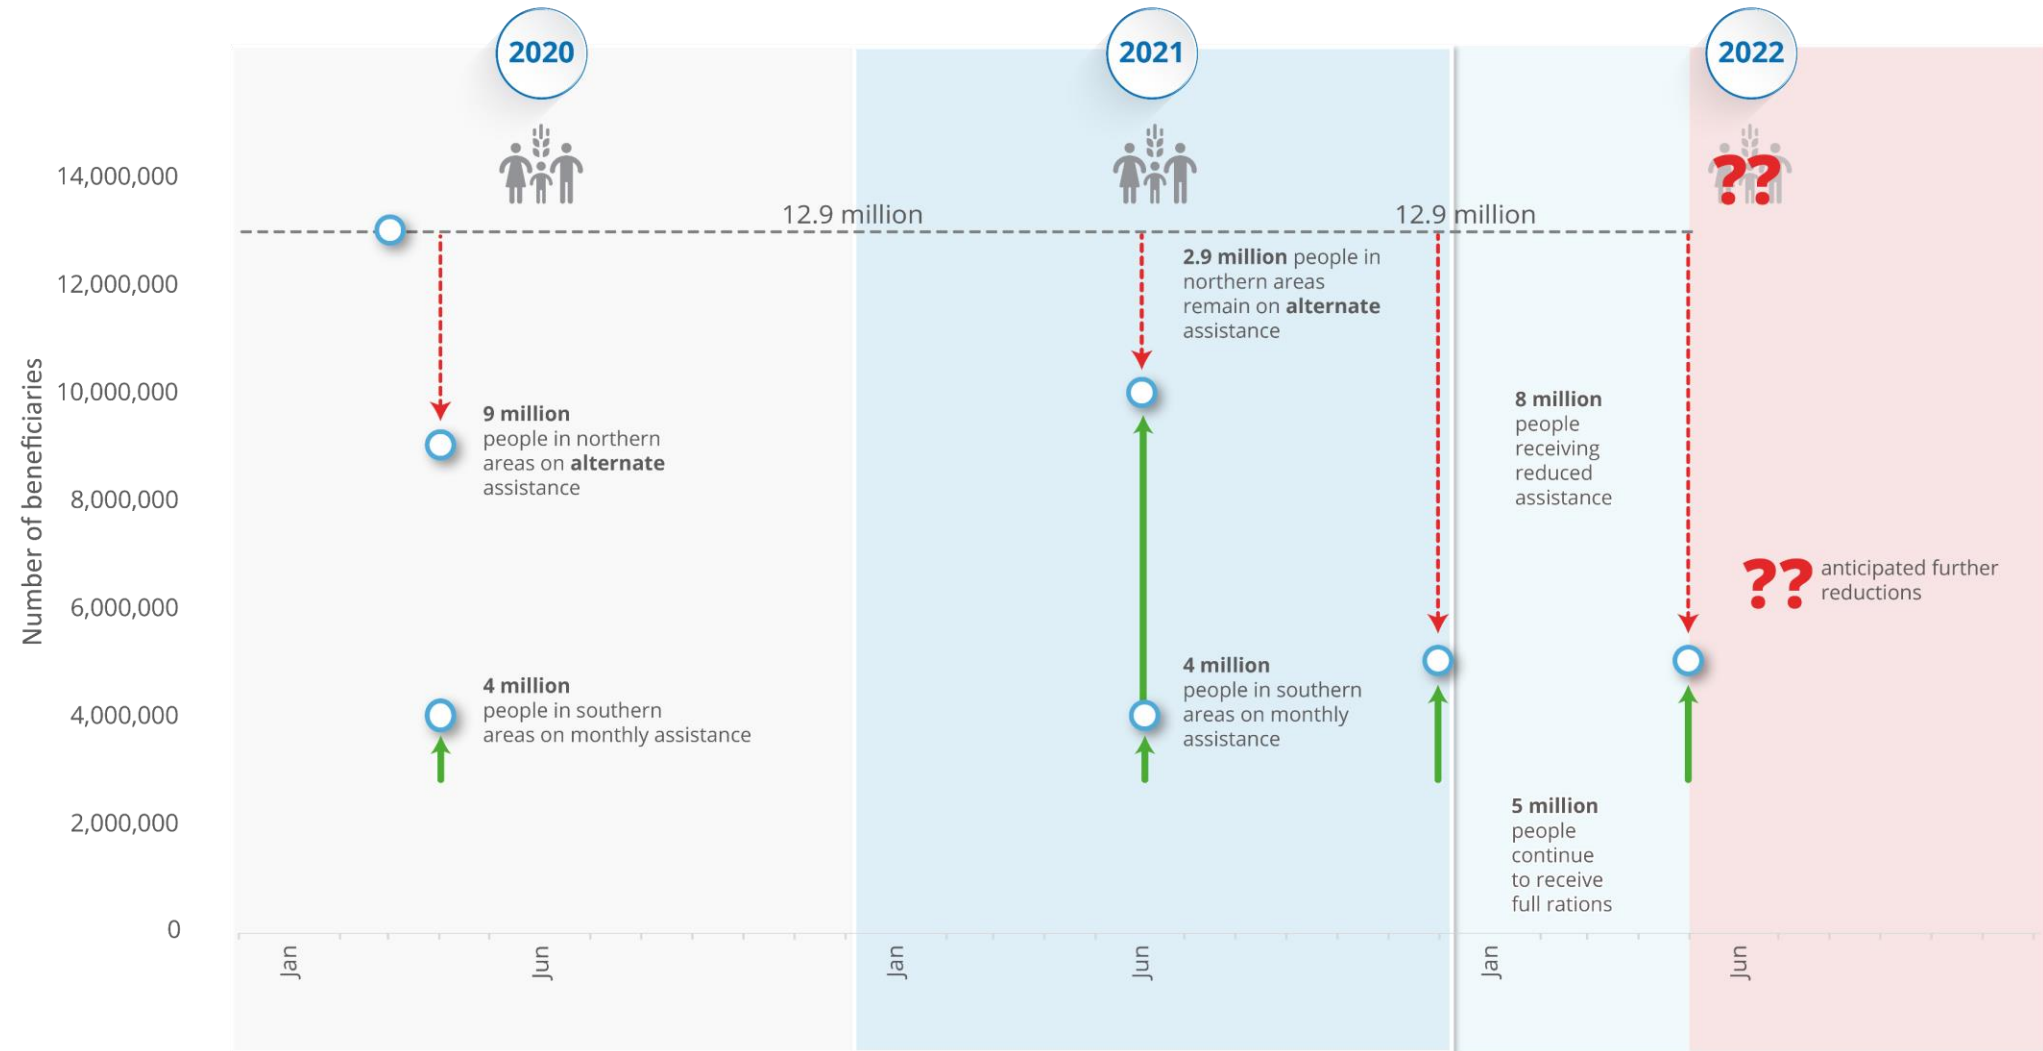 2020
2021
2022
??
14,000,000
12,000,000
10,000,000
8,000,000
6,000,000
4,000,000
2,000,000
0
Number of beneficiaries
12.9 million
12.9 million
9 million
people in northern
areas on alternate
assistance
4 million
people in southern
areas on monthly assistance
2.9 million people in
northern areas
remain on alternate
assistance
4 million
people in southern
areas on monthly
assistance
8 million
people
receiving
reduced
assistance
5 million
people
continue
to receive
full rations
?? anticipated further
reductions
Jan
Jun
Jan
Jun
Jan
Jun